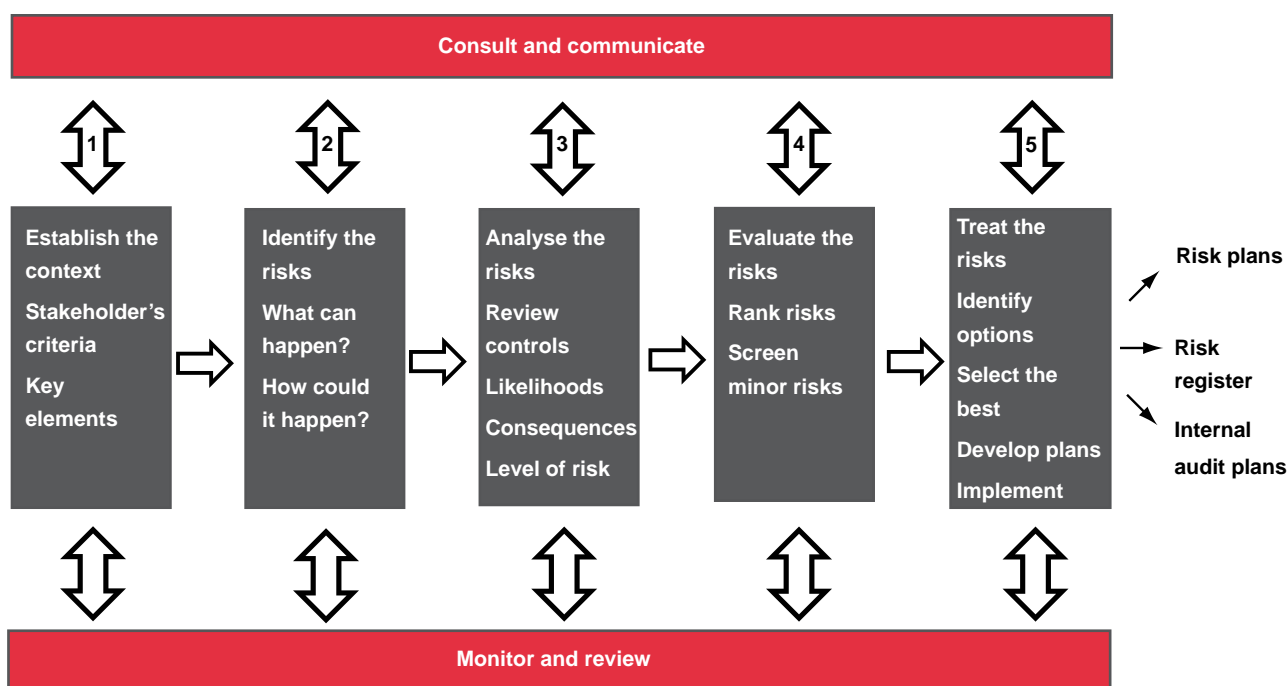 Consult and communicate
1
2
3
4
5
Establish the
context
Stakeholder’s
criteria
Key
elements
Identify the
risks
What can
happen?
How could
it happen?
Analyse the
risks
Review
controls
Likelihoods
Consequences
Level of risk
Evaluate the
risks
Rank risks
Screen
minor risks
Treat the
risks
Identify
options
Select the
best
Develop plans
Implement
Risk plans
Risk
register
Internal
audit plans
Monitor and review